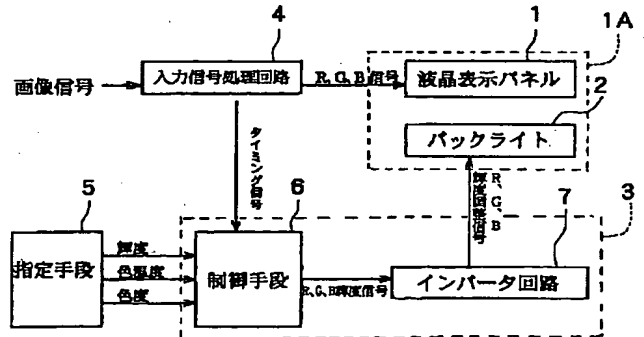 4
1
1A
画像信号
入力信号処理回路
R,G,B信号
液晶表示パネル
2
バックライト
タイミング信号
R、G、B
輝度回整信号
5
6
7
3
指定手段
輝度
色温度
色度
制御手段
R,G,B輝度信号
インバータ回路